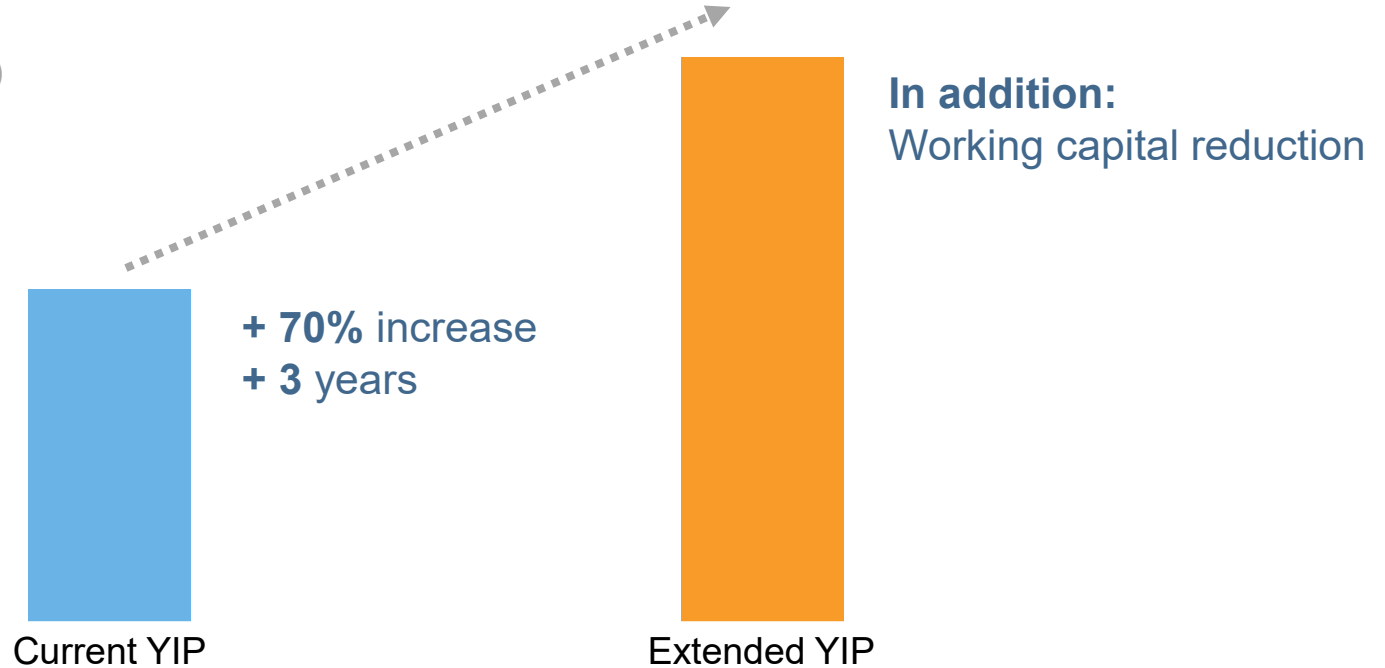 In addition:
Working capital reduction
+ 70% increase
+ 3 years
Current YIP
Extended YIP